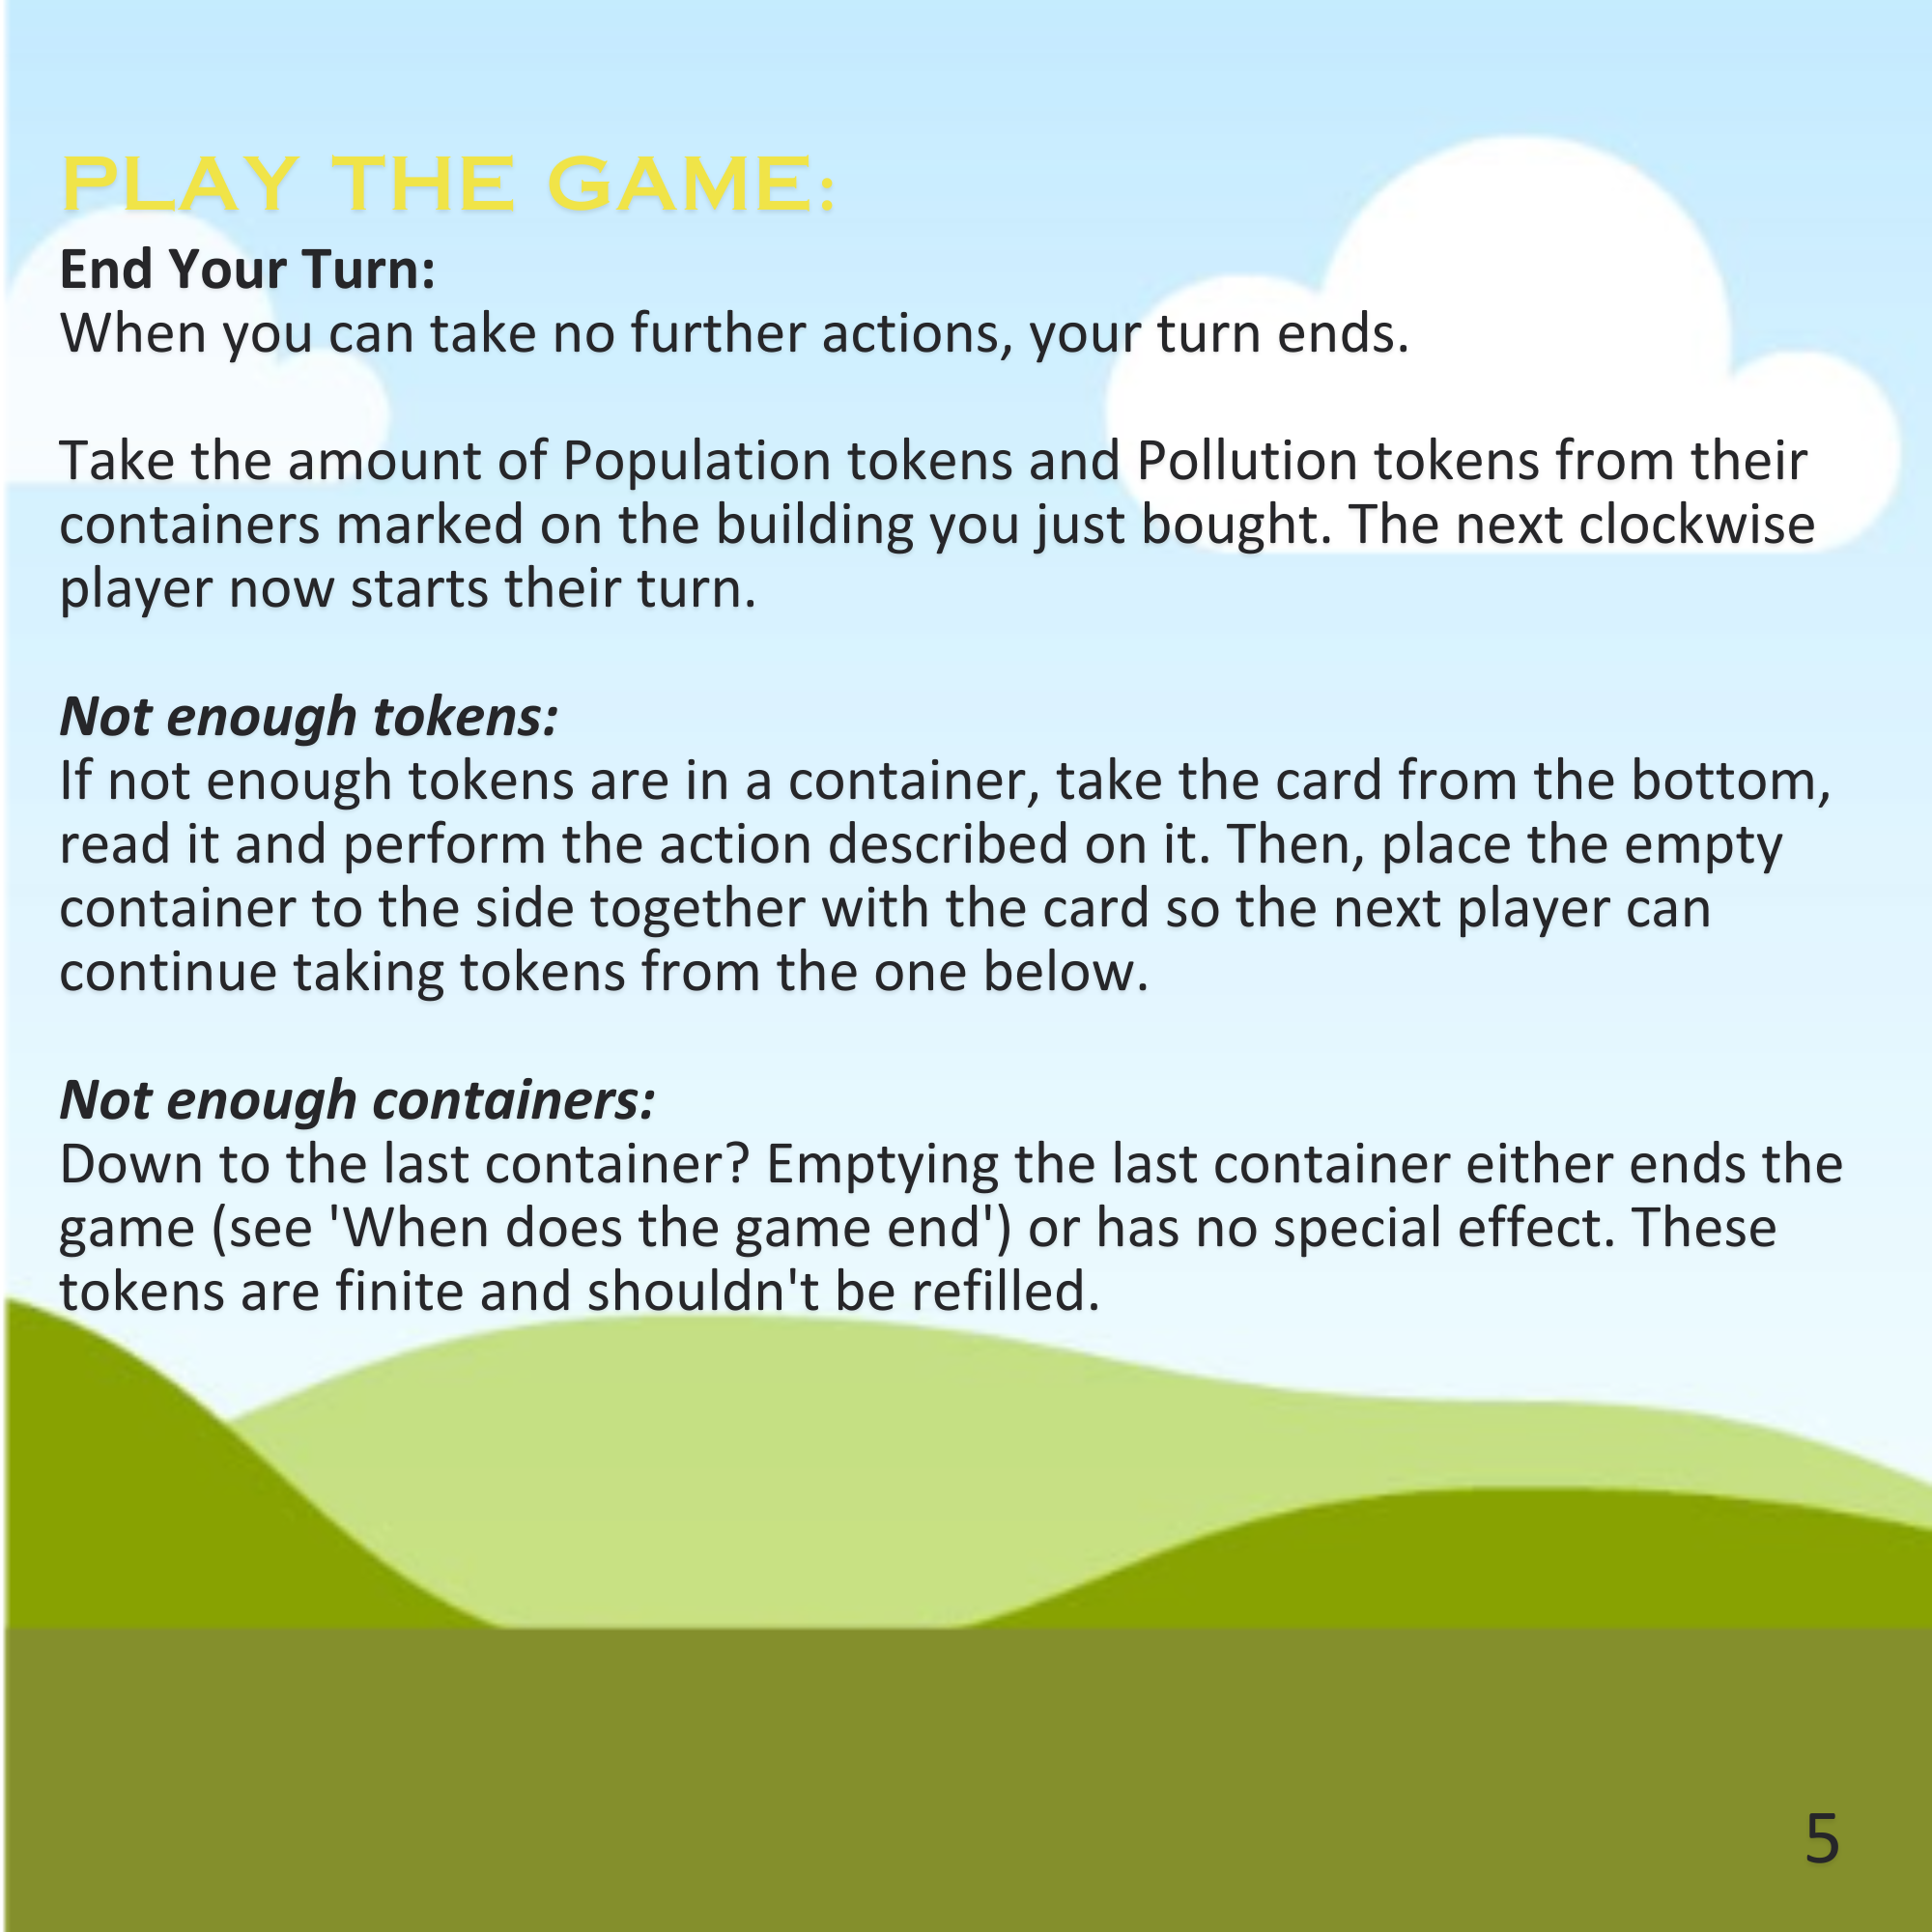 PLAY THE GAME:
End Your Turn:
When you can take no further actions, your turn ends.
Take the amount of Population tokens and Pollution tokens from their
containers marked on the building you just bought. The next clockwise
player now starts their turn.
Not enough tokens:
If not enough tokens are in a container, take the card from the bottom,
read it and perform the action described on it. Then, place the empty
container to the side together with the card so the next player can
continue taking tokens from the one below.
Not enough containers:
Down to the last container? Emptying the last container either ends the
game (see 'When does the game end') or has no special effect. These
tokens are finite and shouldn't be refilled.
5